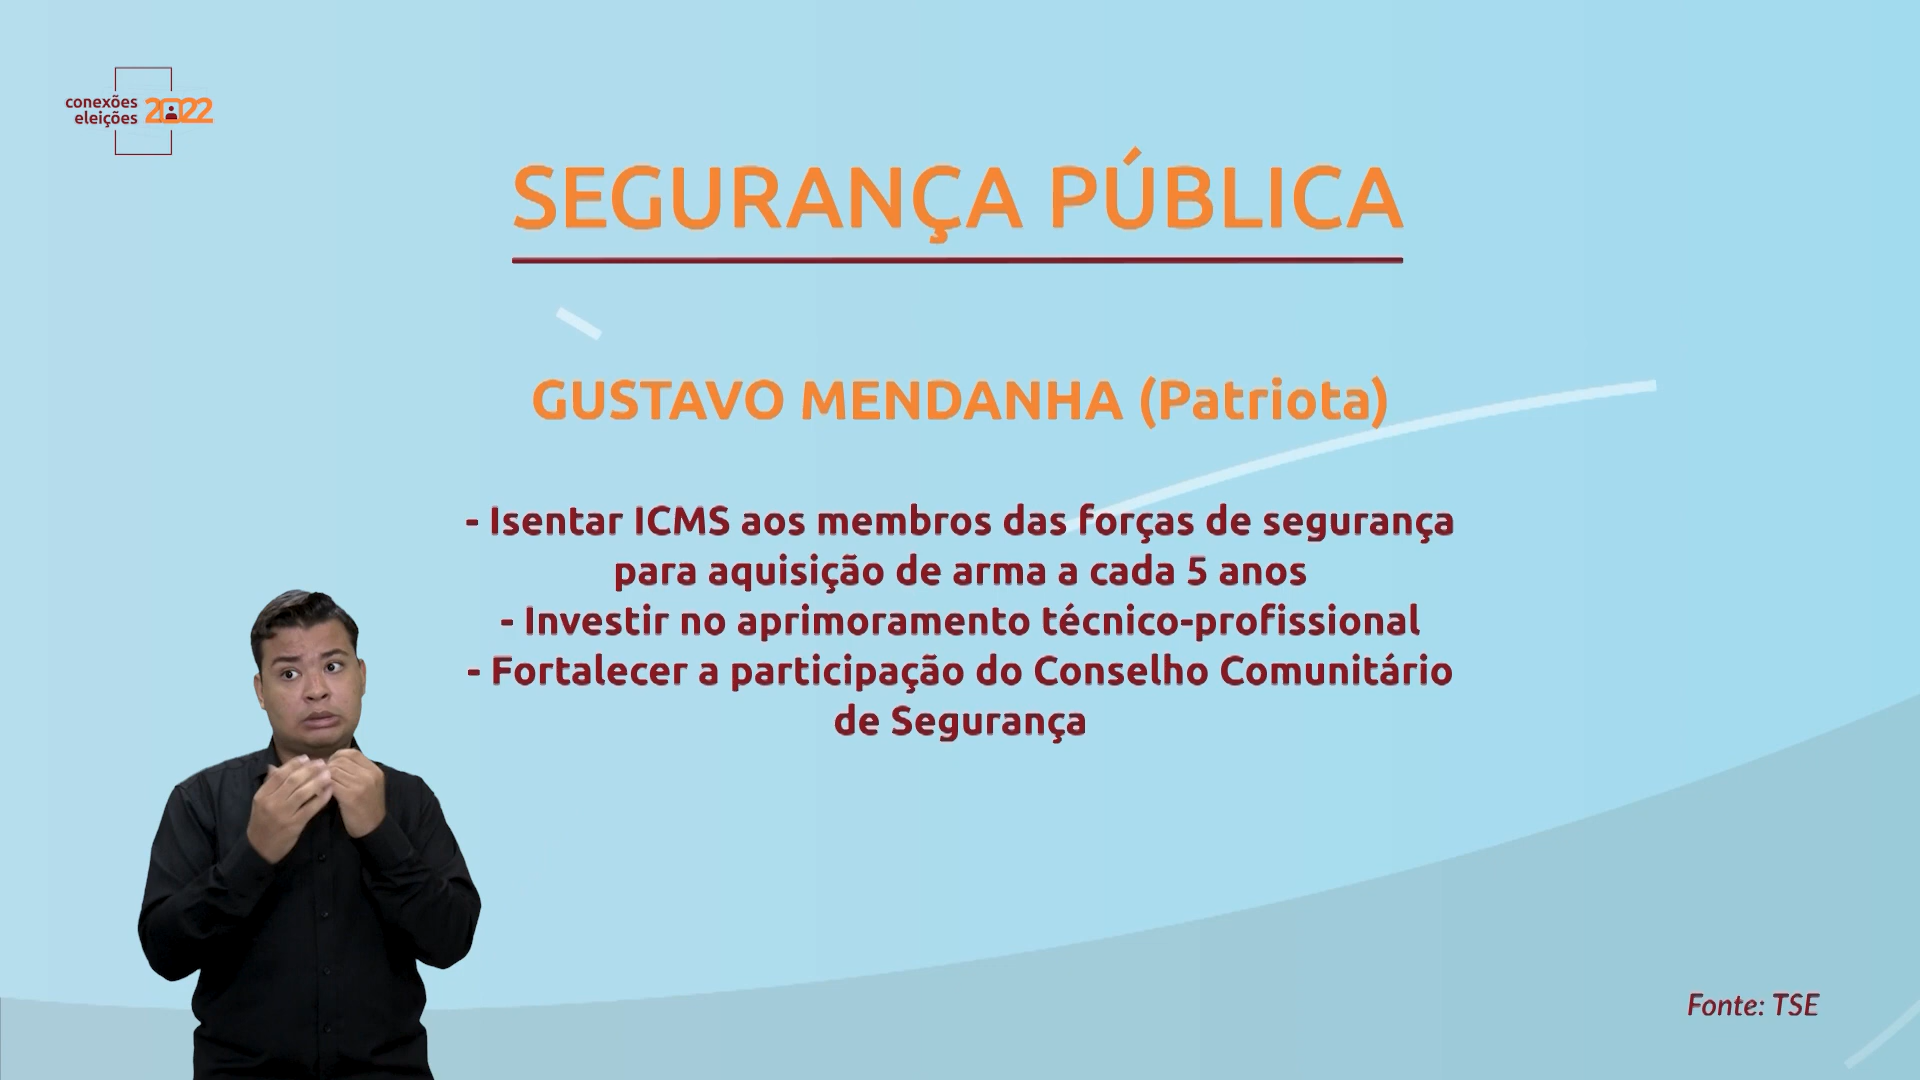 conexões
eleições 2022
SEGURANÇA PÚBLICA
GUSTAVO MENDANHA (Patriota)
- Isentar ICMS aos membros das forças de segurança
para aquisição de arma a cada 5 anos
- Investir no aprimoramento técnico-profissional
- Fortalecer a participação do Conselho Comunitário
de Segurança
Fonte: TSE